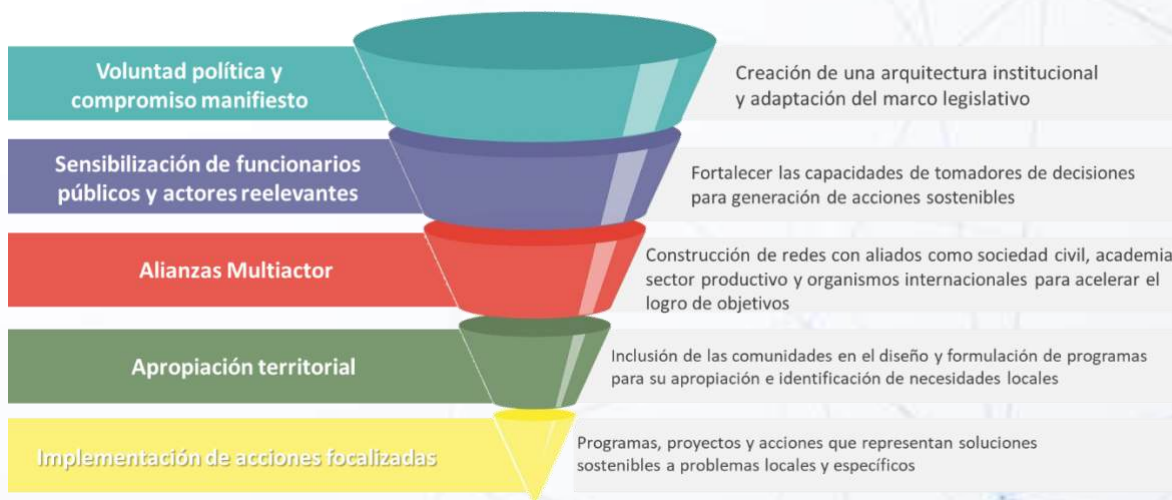 Voluntad política y
compromiso manifiesto
Creación de una arquitectura institucional
y adaptación del marco legislativo
Sensibilización de funcionarios
públicos y actores reelevantes
Fortalecer las capacidades de tomadores de decisiones
para generación de acciones sostenibles
Alianzas Multiactor
Construcción de redes con aliados como sociedad civil, academia
sector productivo y organismos internacionales para acelerar el
logro de objetivos
Apropiación territorial
Inclusión de las comunidades en el diseño y formulación de programas
para su apropiación e identificación de necesidades locales
Implementación de acciones focalizadas
Programas, proyectos y acciones que representan soluciones
sostenibles a problemas locales y específicos